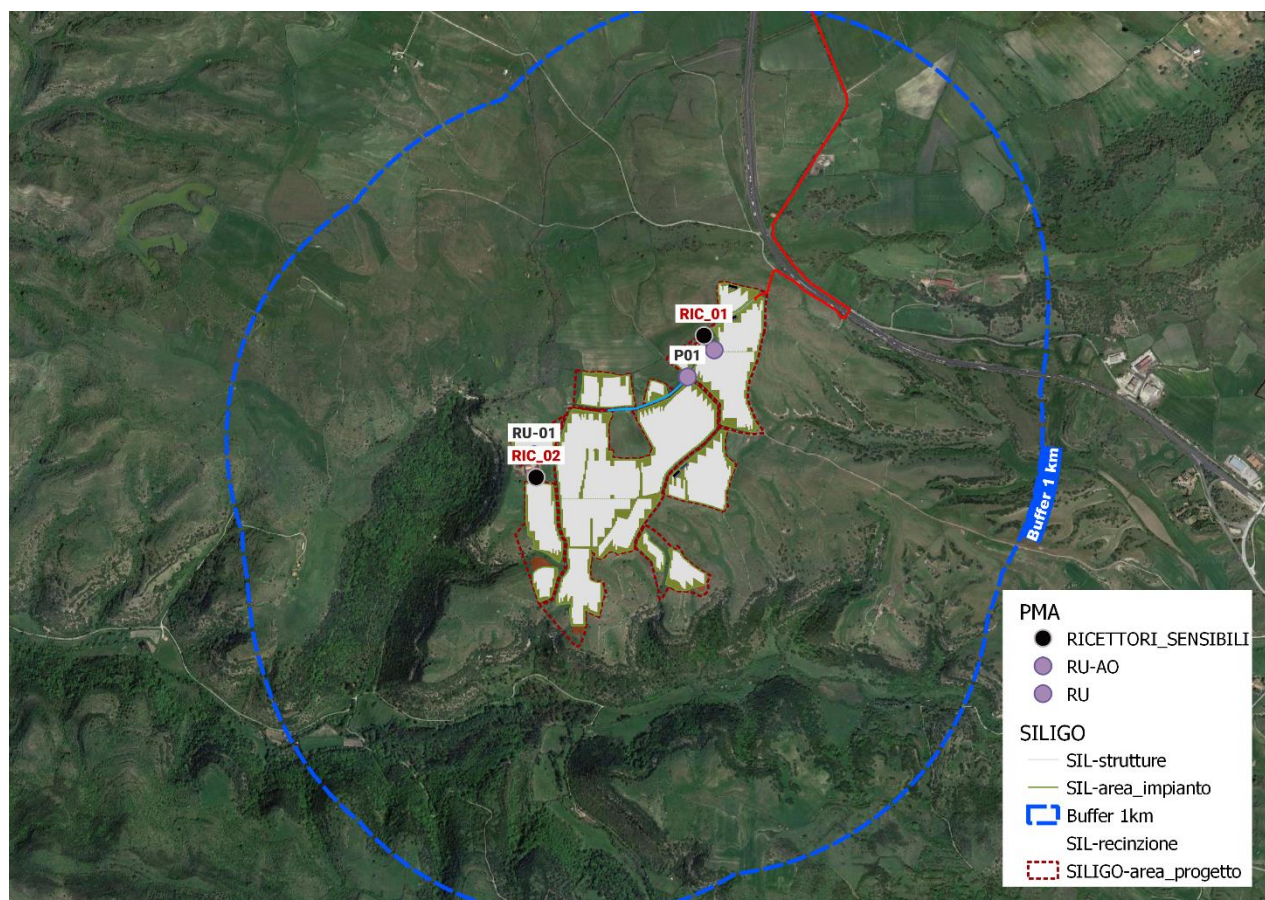 RIC_01
P01
RU-01
RIC_02
Buffer 1 km
PMA
RICETTORI_SENSIBILI
RU-AO
RU
SILIGO
SIL-strutture
SIL-area_impianto
Buffer 1km
SIL-recinzione
SILIGO-area_progetto